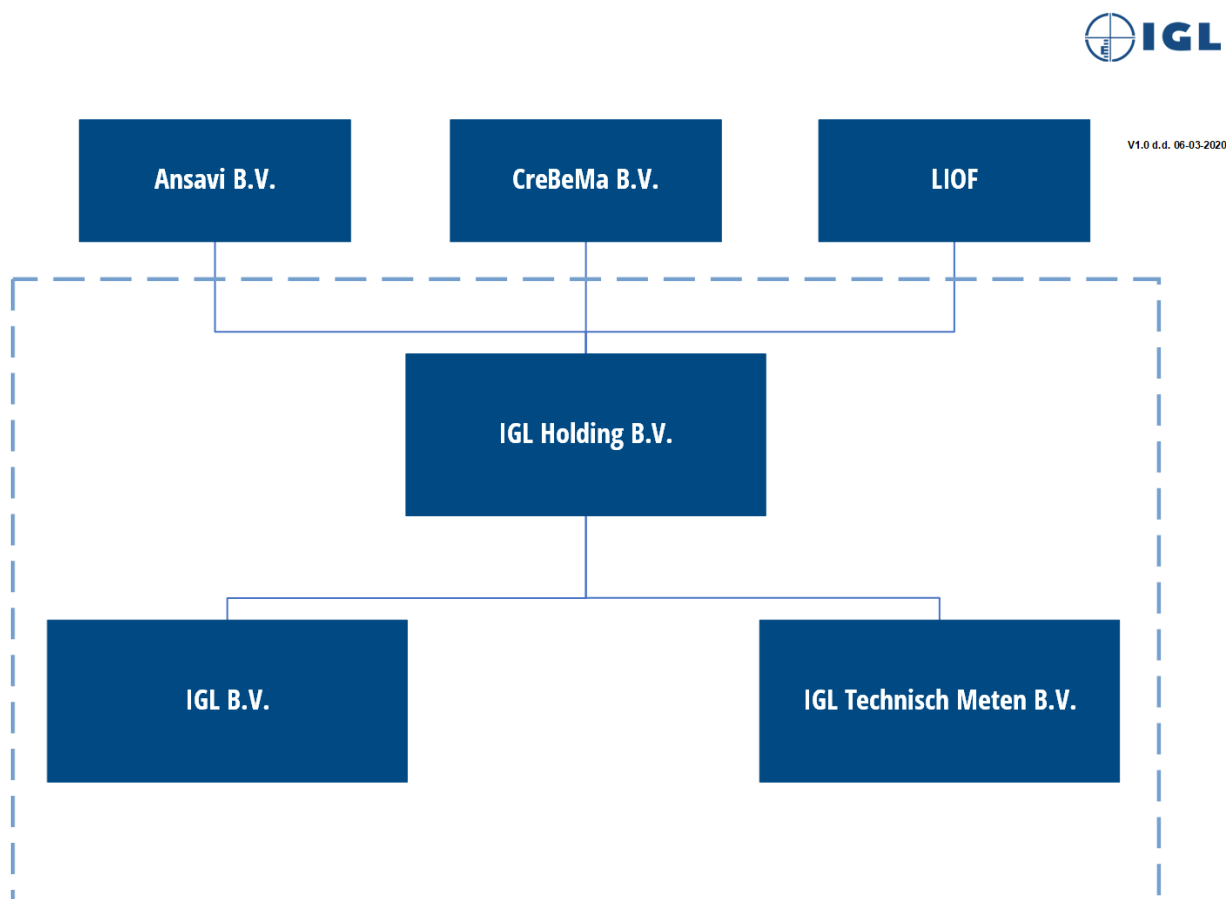 IGL
Ansavi B.V.
CreBeMa B.V.
LIOF
V1.0 d.d. 06-03-2020
IGL Holding B.V.
IGL B.V.
IGL Technisch Meten B.V.